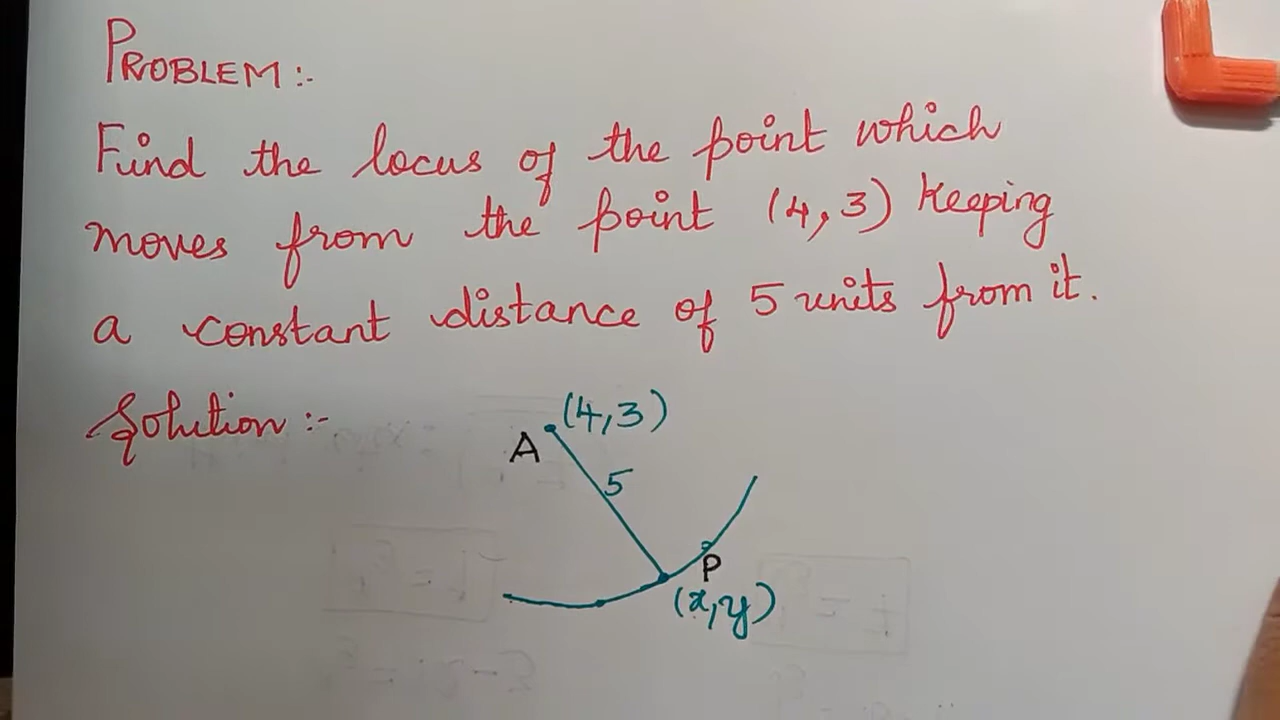 PROBLEM:-
Find the locus of the point which
moves from the point (4,3) keeping
a constant distance of 5 units from it.
Solution :-
(4,3)
A
5
P
(x,y)